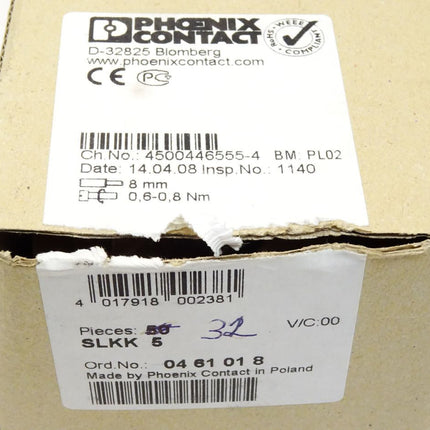 PHOENIX
CONTACT
D-32825 Blomberg
www.phoenixcontact.com
RoHS - WEEE
COMPLIANCE
CE
Ch.No.: 4500446555-4 BM: PL02
Date: 14.04.08 Insp.No.: 1140
8 mm
0,6-0,8 Nm
4 017918 002381
Pieces: 50 32 V/C:00
SLKK 5
Ord.No.: 04 61 01 8
Made by Phoenix Contact in Poland